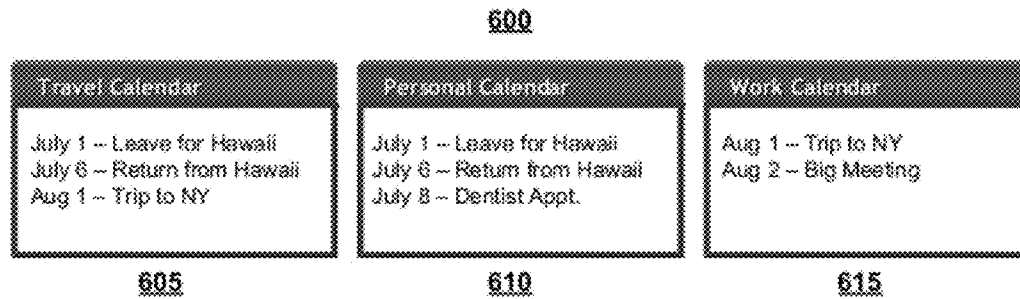 600
Travel Calendar
July 1 – Leave for Hawaii
July 6 – Return from Hawaii
Aug 1 – Trip to NY
605
Personal Calendar
July 1 – Leave for Hawaii
July 6 – Return from Hawaii
July 8 – Dentist Appt.
610
Work Calendar
Aug 1 – Trip to NY
Aug 2 – Big Meeting
615